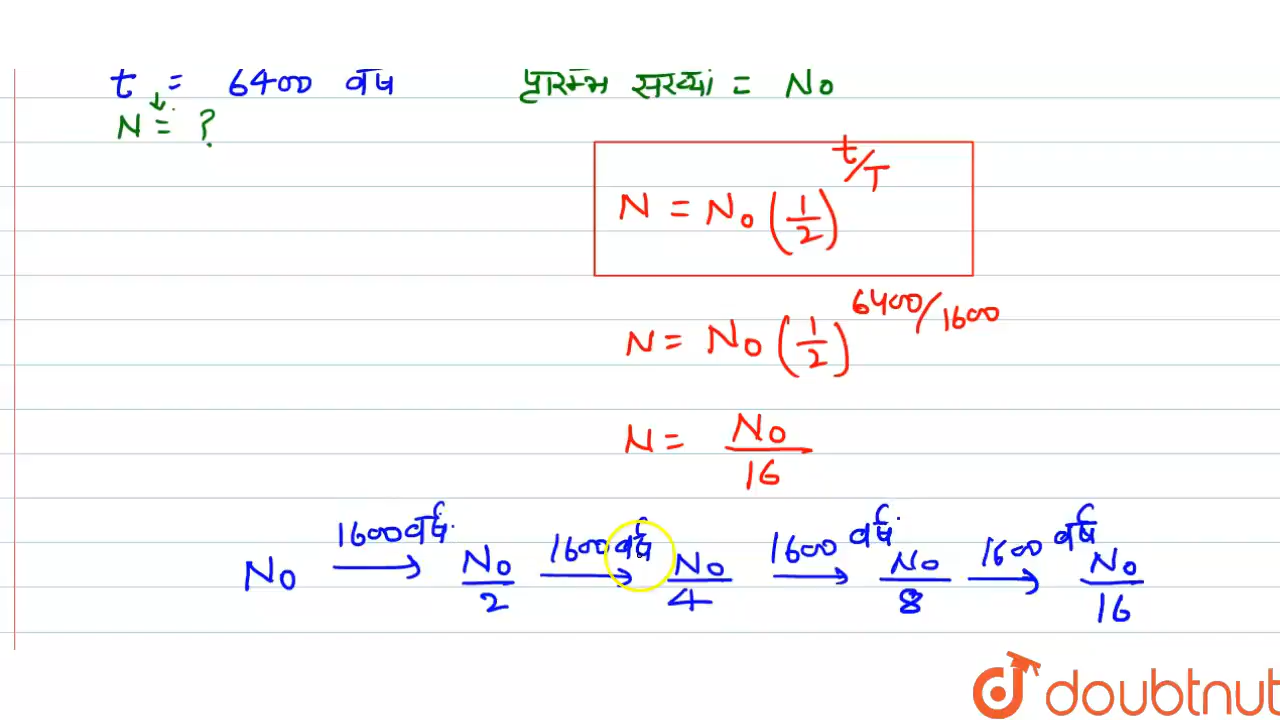 t = 6400 वर्ष
प्रारम्भ संख्या = N₀
N = ?
N = N₀ (1/2)^t/T
N = N₀ (1/2)^6400/1600
N = N₀/16
N₀ 1600 वर्ष → N₀/2 1600 वर्ष → N₀/4 1600 वर्ष → N₀/8 1600 वर्ष → N₀/16
doubtnut